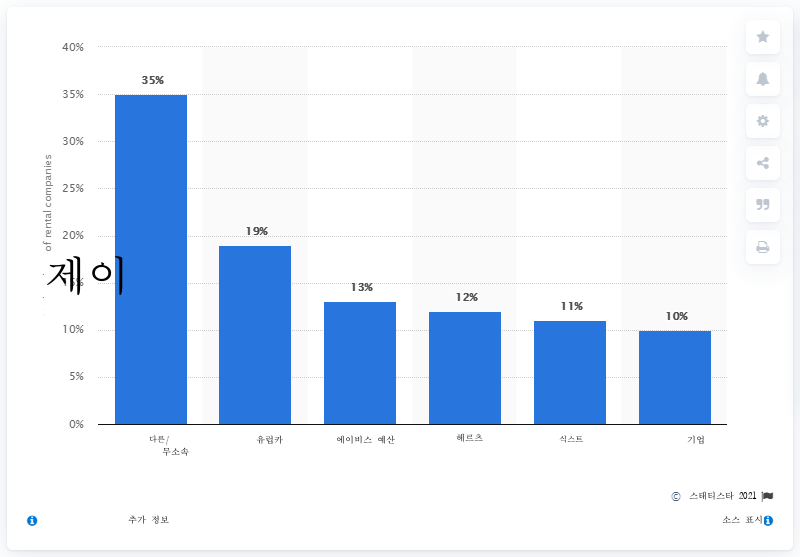 40%
35%
35%
30%
of rental companies
25%
20%
19%
제이
13%
12%
11%
10%
10%
5%
0%
다른/
무소속
유럽카
에이비스 예산
헤르츠
식스트
기업
© 스태티스타 2021
추가 정보
소스 표시